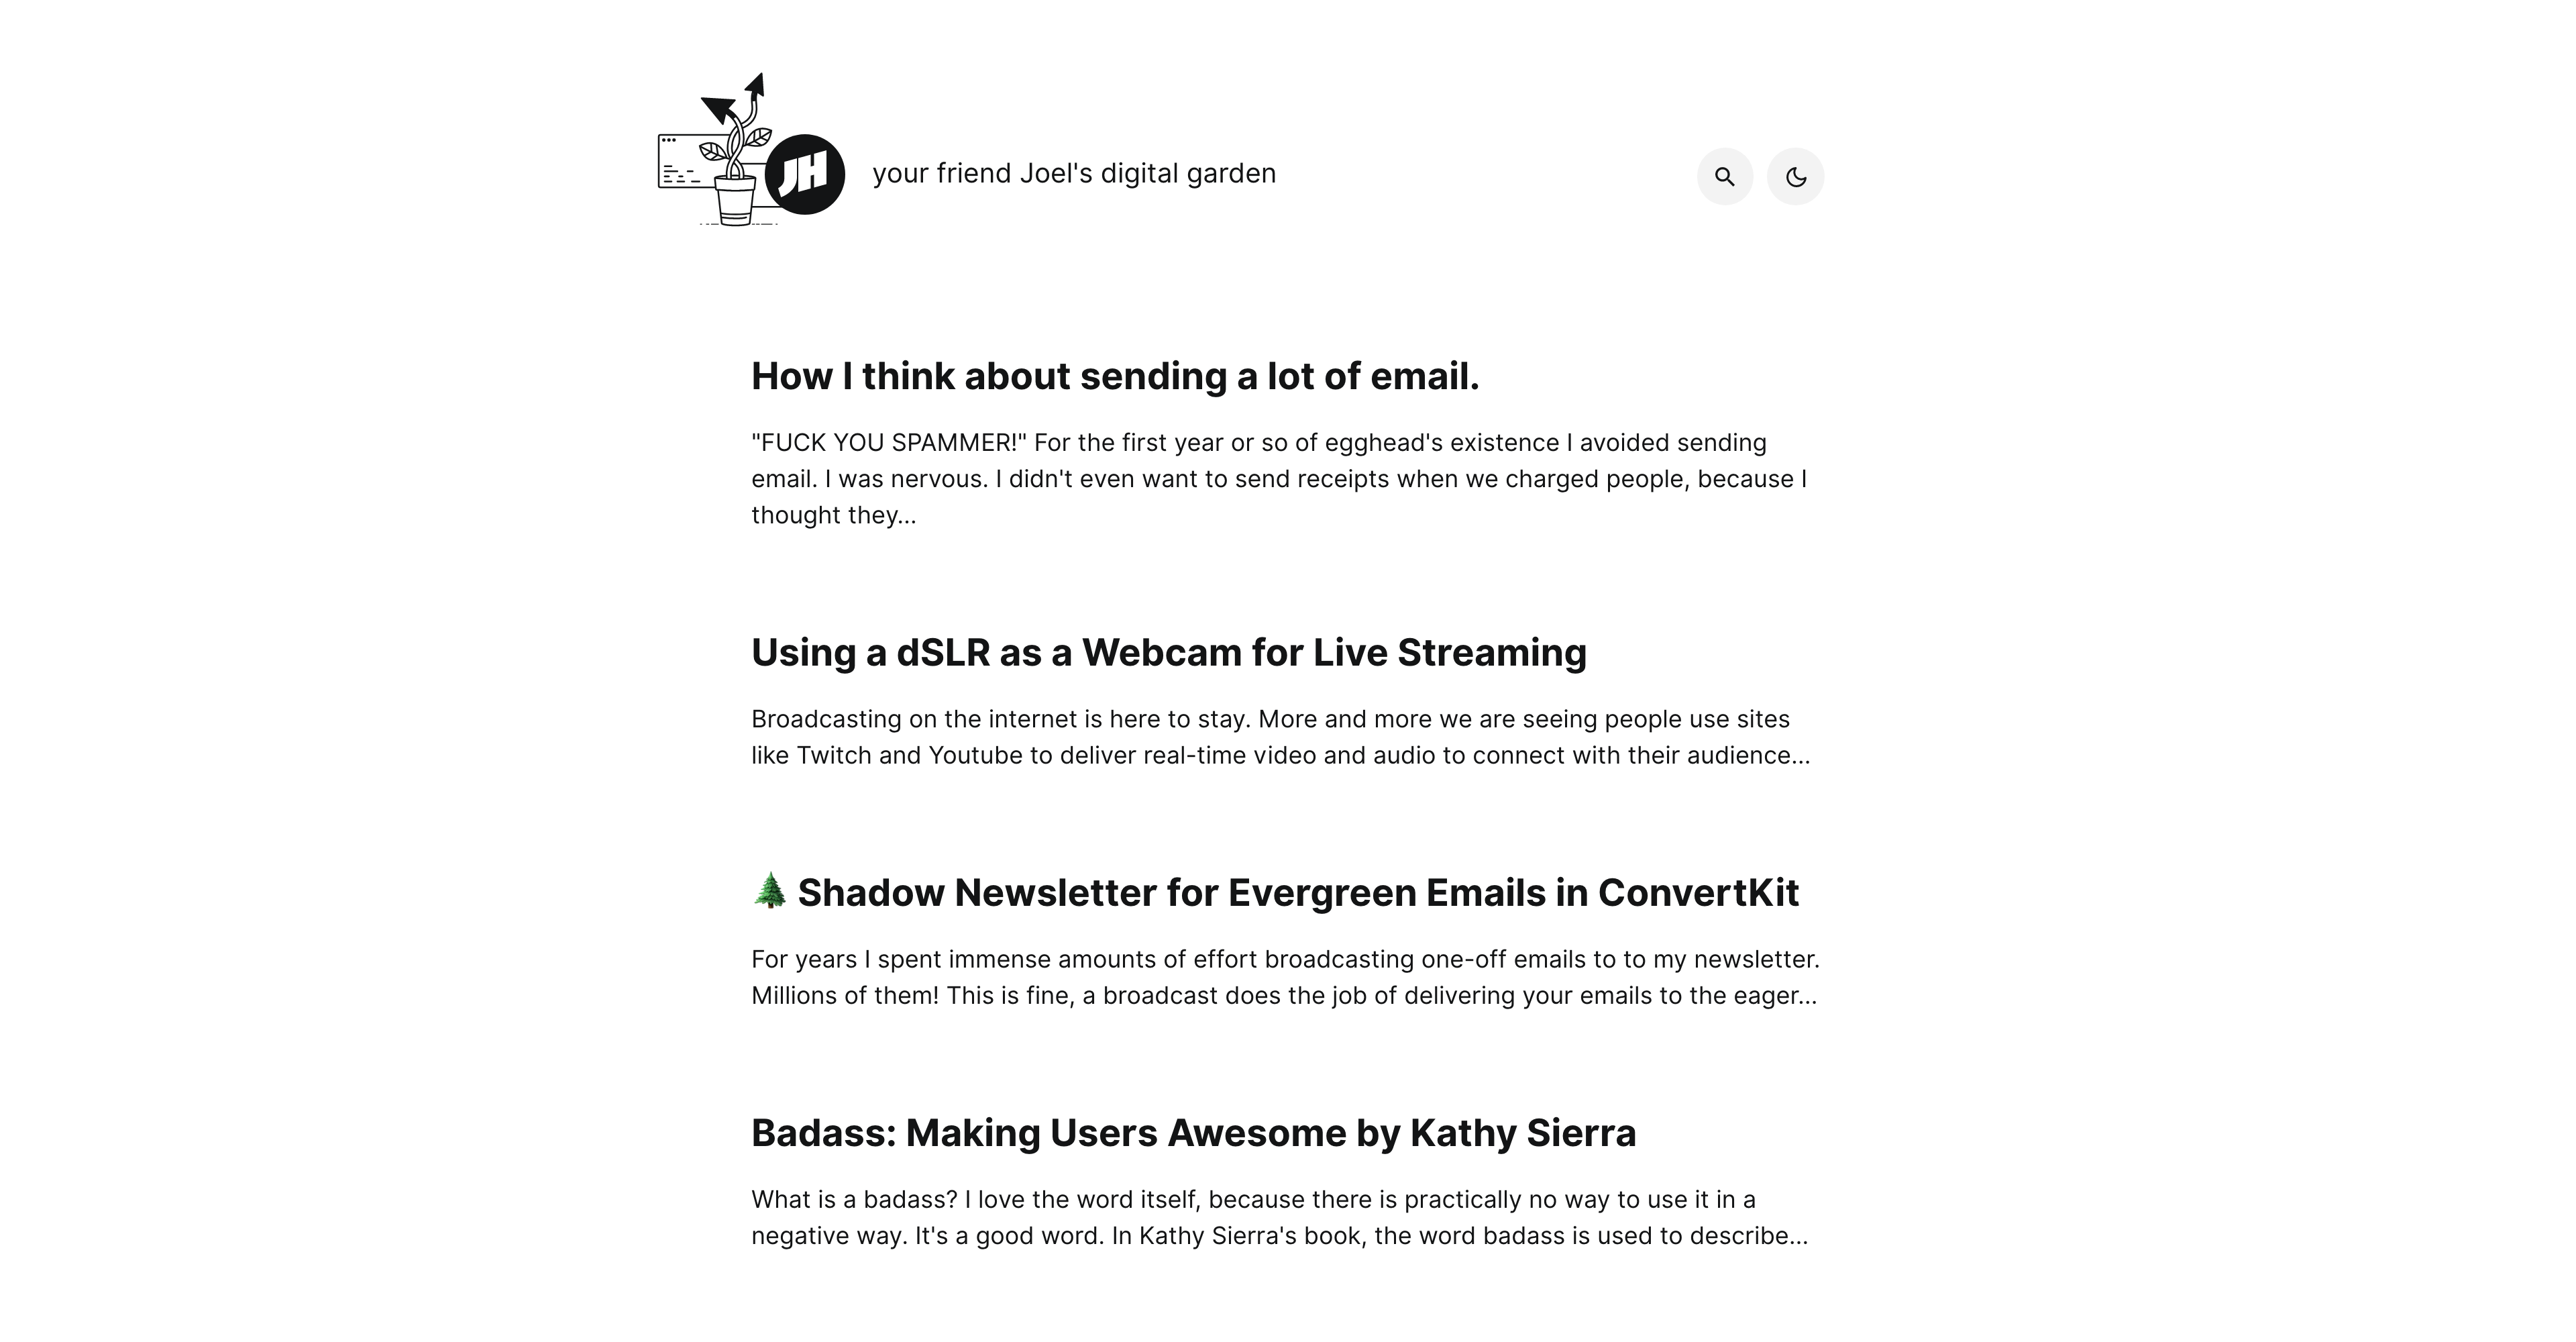 JH
your friend Joel's digital garden
How I think about sending a lot of email.
"FUCK YOU SPAMMER!" For the first year or so of egghead's existence I avoided sending
email. I was nervous. I didn't even want to send receipts when we charged people, because I
thought they...
Using a dSLR as a Webcam for Live Streaming
Broadcasting on the internet is here to stay. More and more we are seeing people use sites
like Twitch and Youtube to deliver real-time video and audio to connect with their audience...
🌲 Shadow Newsletter for Evergreen Emails in ConvertKit
For years I spent immense amounts of effort broadcasting one-off emails to to my newsletter.
Millions of them! This is fine, a broadcast does the job of delivering your emails to the eager...
Badass: Making Users Awesome by Kathy Sierra
What is a badass? I love the word itself, because there is practically no way to use it in a
negative way. It's a good word. In Kathy Sierra's book, the word badass is used to describe...